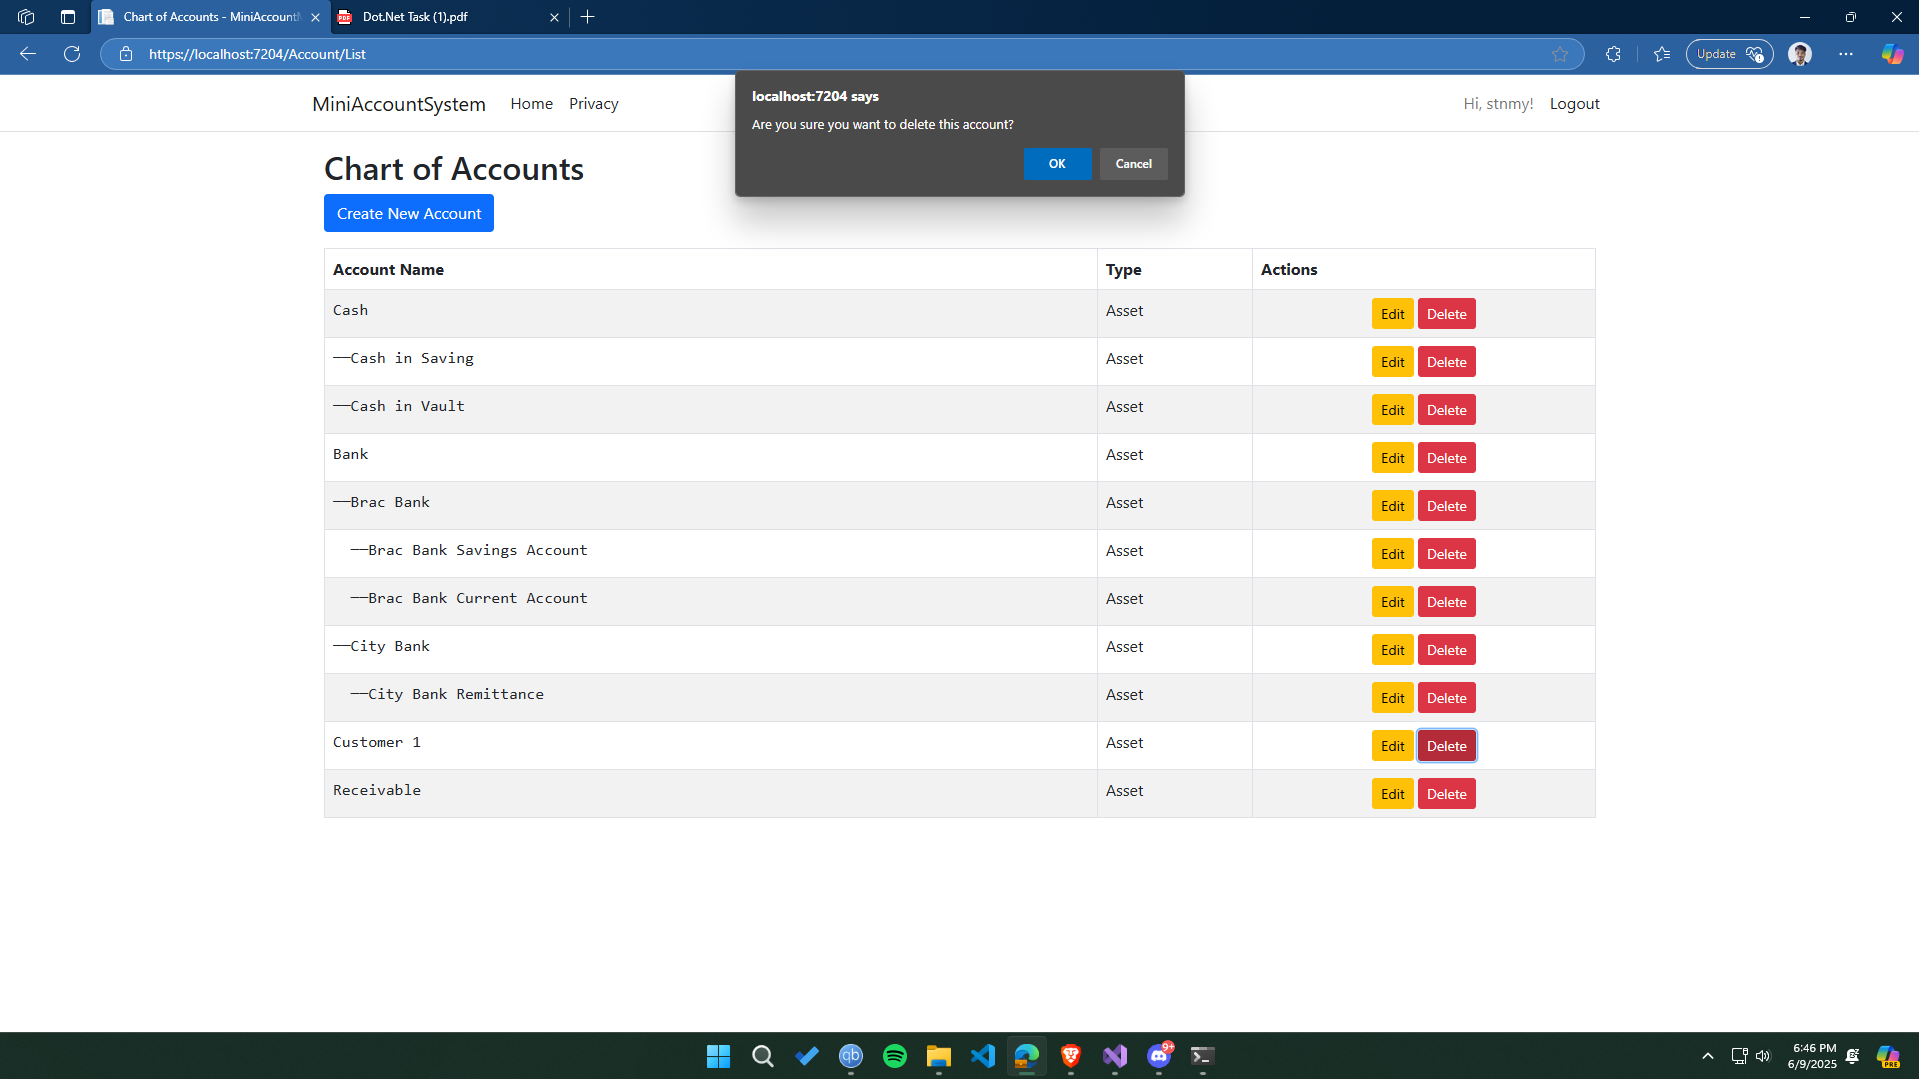 Chart of Accounts - MiniAccount
Dot.Net Task (1).pdf
https://localhost:7204/Account/List
Update
localhost:7204 says
Are you sure you want to delete this account?
OK
Cancel
MiniAccountSystem
Home
Privacy
Hi, stnmy!
Logout
Chart of Accounts
Create New Account
Account Name Type Actions
Cash Asset Edit Delete
──Cash in Saving Asset Edit Delete
──Cash in Vault Asset Edit Delete
Bank Asset Edit Delete
──Brac Bank Asset Edit Delete
──Brac Bank Savings Account Asset Edit Delete
──Brac Bank Current Account Asset Edit Delete
──City Bank Asset Edit Delete
──City Bank Remittance Asset Edit Delete
Customer 1 Asset Edit Delete
Receivable Asset Edit Delete
qb
9+
6:46 PM
6/9/2025
PRE